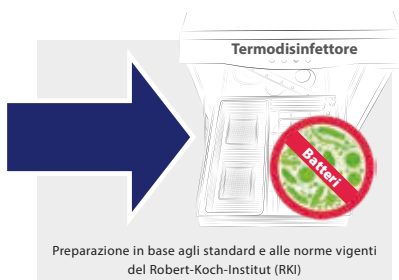 Termodisinfettore
Batteri
Preparazione in base agli standard e alle norme vigenti
del Robert-Koch-Institut (RKI)